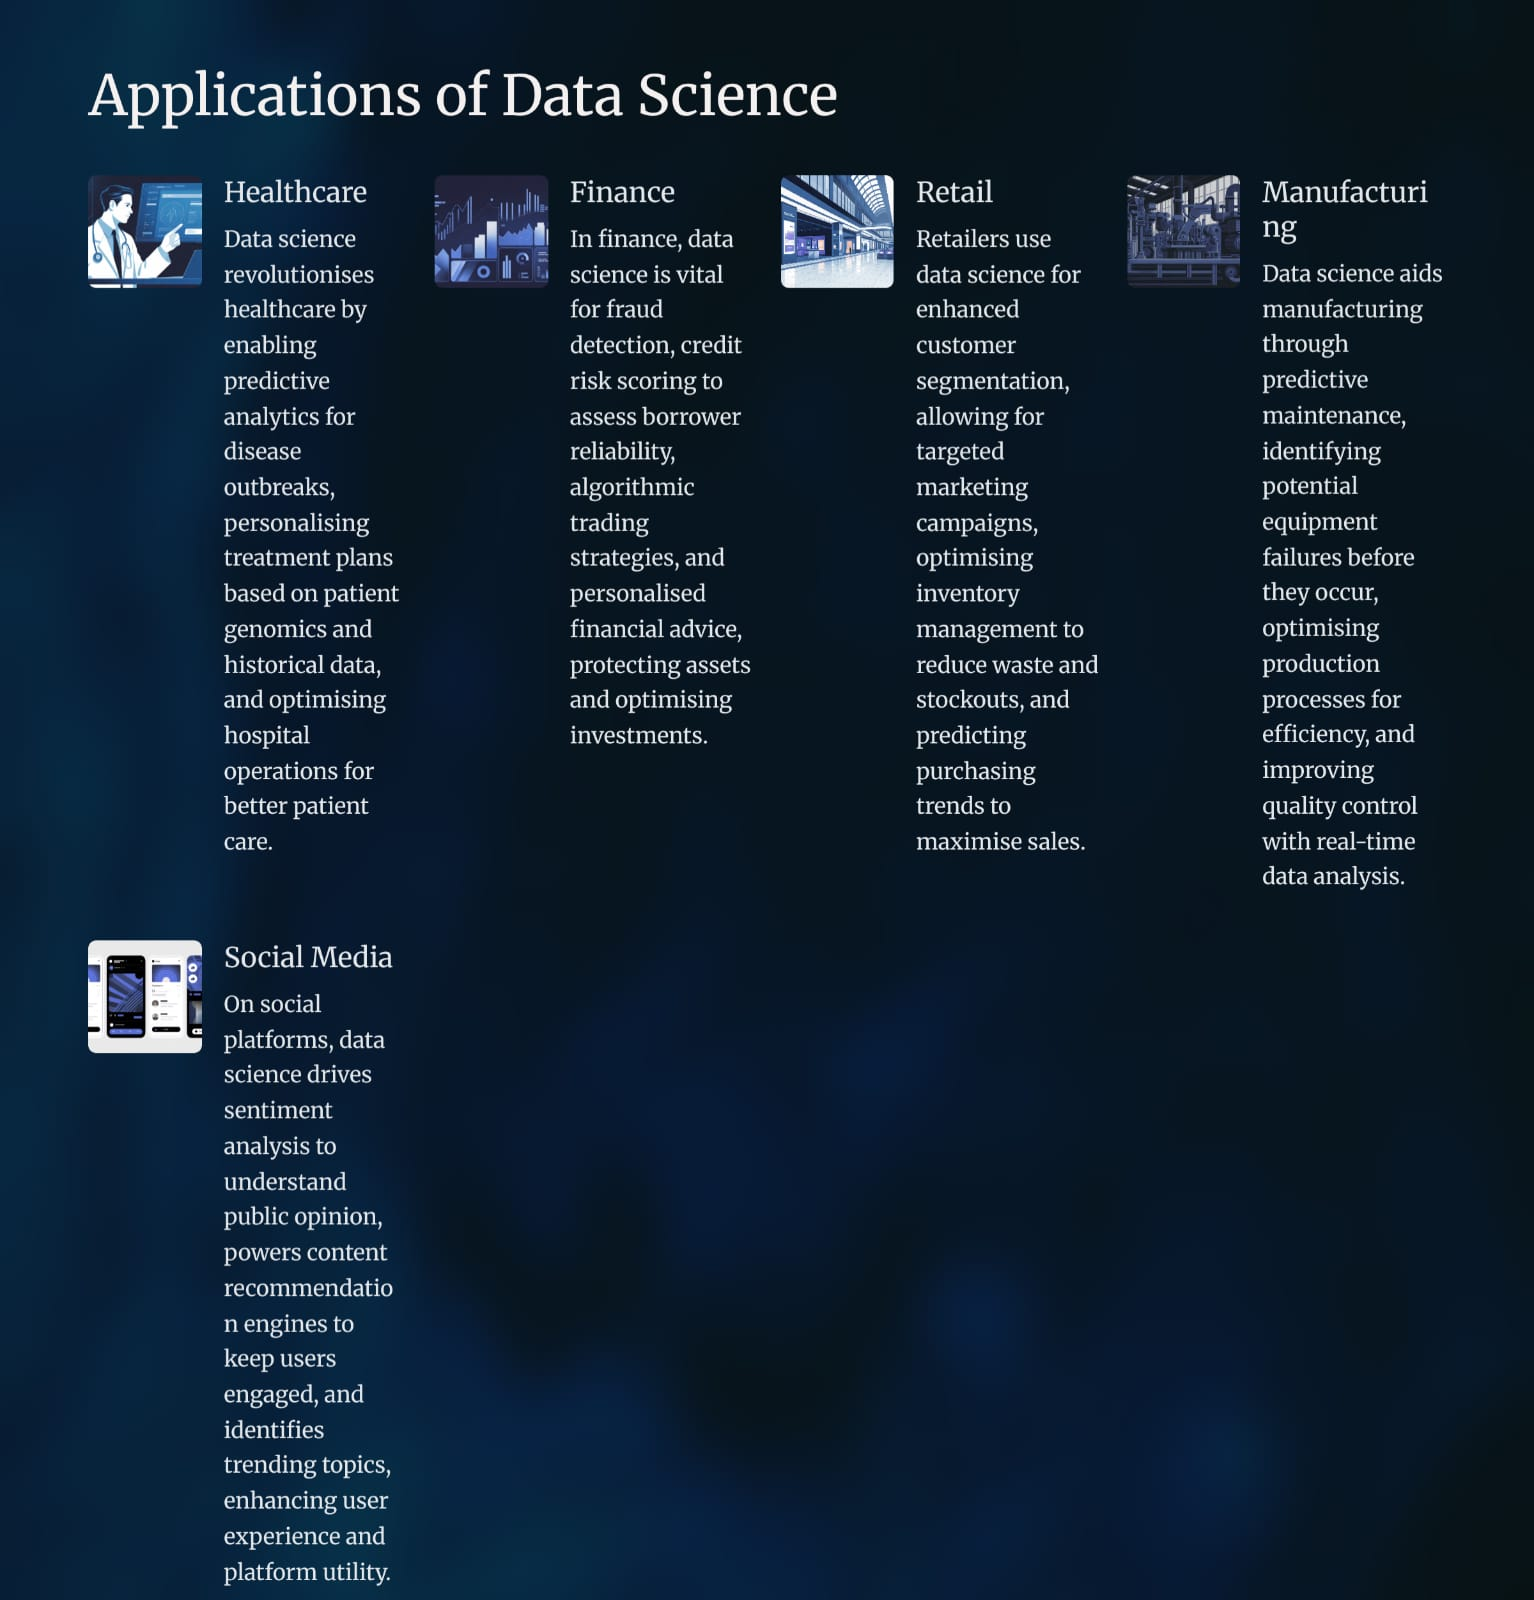 Applications of Data Science
Healthcare
Data science
revolutionises
healthcare by
enabling
predictive
analytics for
disease
outbreaks,
personalising
treatment plans
based on patient
genomics and
historical data,
and optimising
hospital
operations for
better patient
care.
Finance
In finance, data
science is vital
for fraud
detection, credit
risk scoring to
assess borrower
reliability,
algorithmic
trading
strategies, and
personalised
financial advice,
protecting assets
and optimising
investments.
Retail
Retailers use
data science for
enhanced
customer
segmentation,
allowing for
targeted
marketing
campaigns,
optimising
inventory
management to
reduce waste and
stockouts, and
predicting
purchasing
trends to
maximise sales.
Manufacturi
ng
Data science aids
manufacturing
through
predictive
maintenance,
identifying
potential
equipment
failures before
they occur,
optimising
production
processes for
efficiency, and
improving
quality control
with real-time
data analysis.
Social Media
On social
platforms, data
science drives
sentiment
analysis to
understand
public opinion,
powers content
recommendatio
n engines to
keep users
engaged, and
identifies
trending topics,
enhancing user
experience and
platform utility.